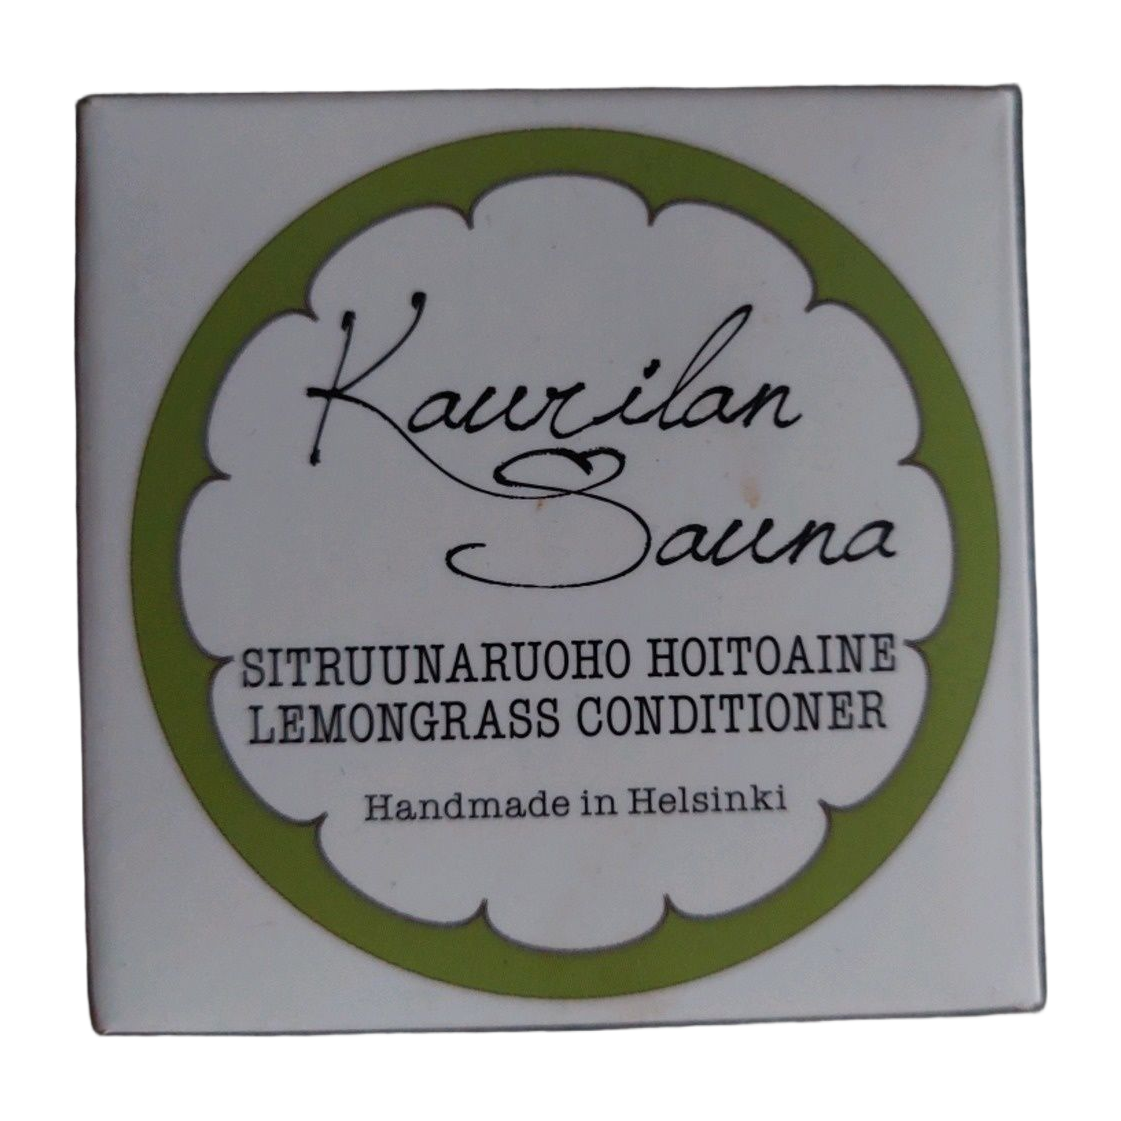 Kaurilan
Sauna
SITRUUNARUOHO HOITOAINE
LEMONGRASS CONDITIONER
Handmade in Helsinki